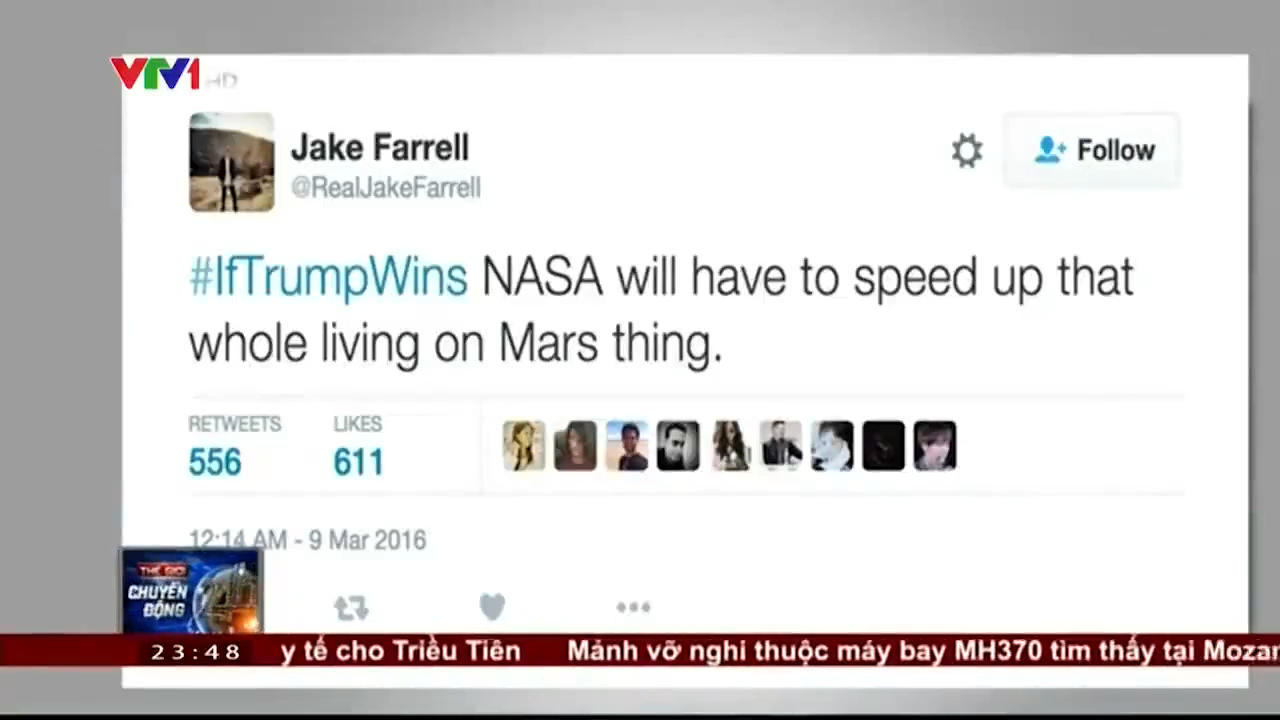 VTV1 HD
Jake Farrell
@RealJakeFarrell
Follow
#IfTrumpWins NASA will have to speed up that
whole living on Mars thing.
RETWEETS LIKES
556 611
12:14 AM - 9 Mar 2016
THẾ GIỚI
CHUYỂN
ĐỘNG
23:48 y tế cho Triều Tiên Mảnh vỡ nghi thuộc máy bay MH370 tìm thấy tại Mozam